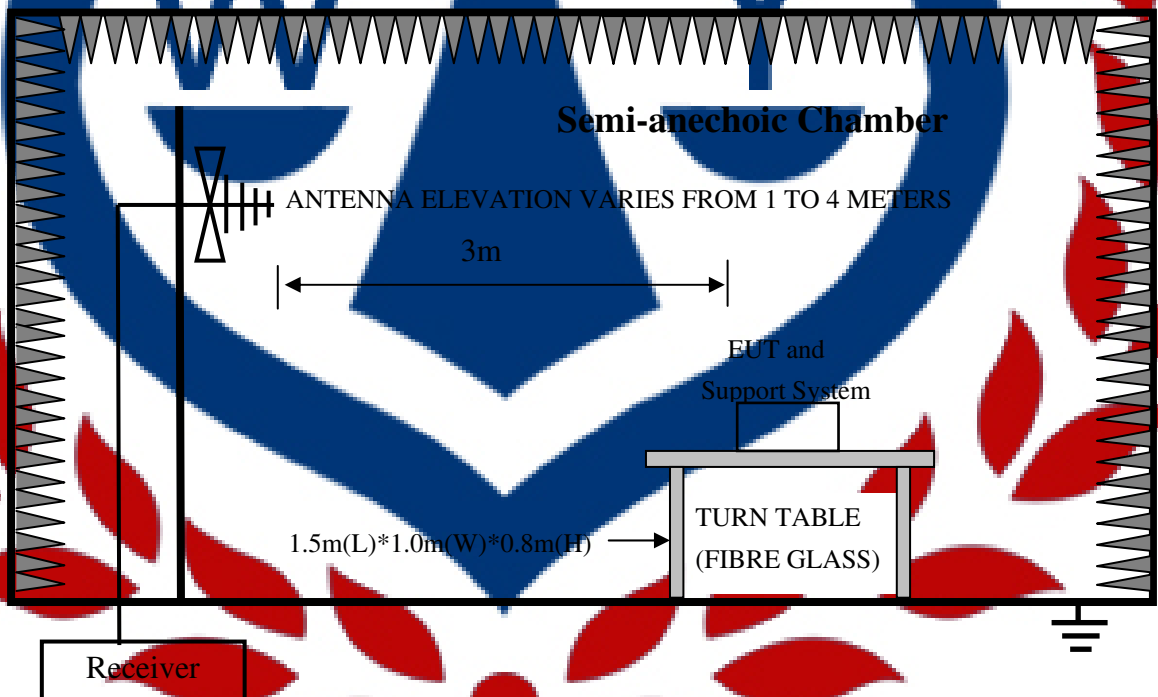 Semi-anechoic Chamber
ANTENNA ELEVATION VARIES FROM 1 TO 4 METERS
3m
EUT and
Support System
TURN TABLE
1.5m(L)*1.0m(W)*0.8m(H)
(FIBRE GLASS)
Receiver